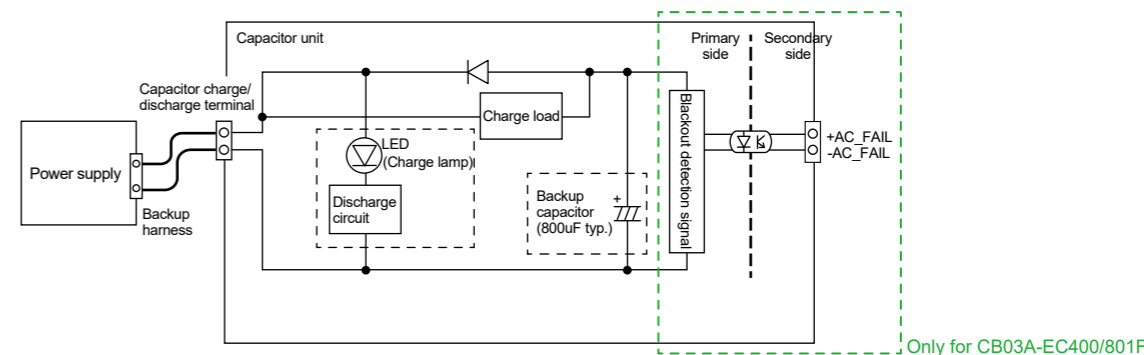 Capacitor unit
Primary
side
Secondary
side
Capacitor charge/
discharge terminal
Charge load
Blackout detection signal
+AC_FAIL
-AC_FAIL
LED
(Charge lamp)
Power supply
Discharge
circuit
Backup
capacitor
(800uF typ.)
+
Backup
harness
Only for CB03A-EC400/801F